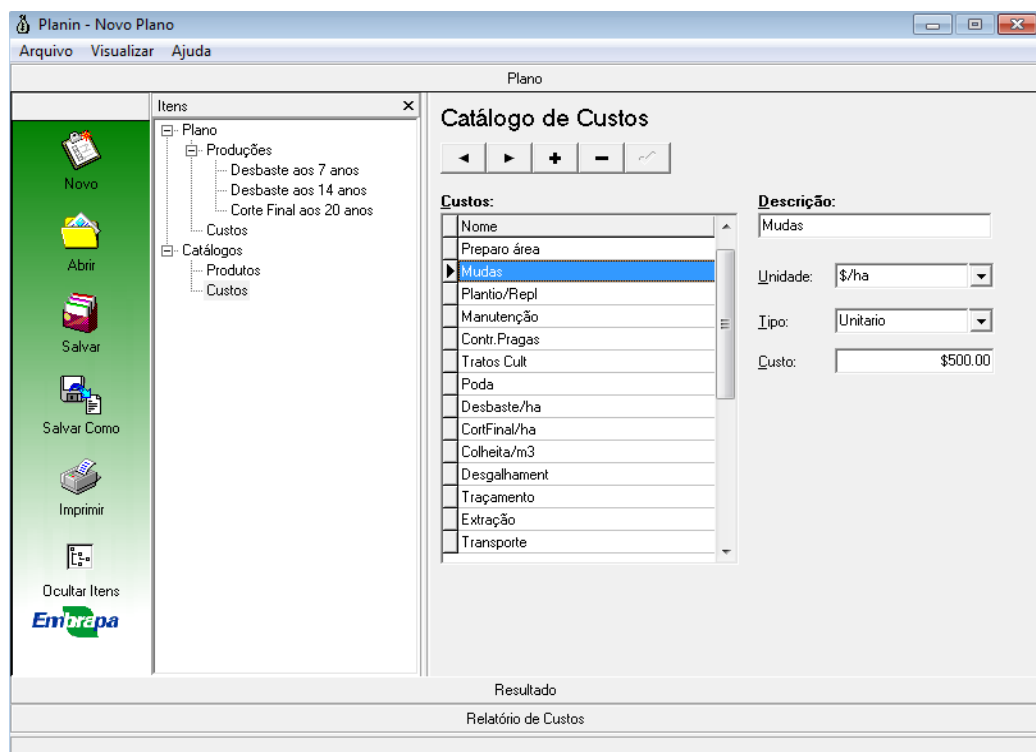 Planin - Novo Plano
Arquivo Visualizar Ajuda
Plano
Novo
Abrir
Salvar
Salvar Como
Imprimir
Ocultar Itens
Embrapa
Itens
Plano
Produções
Desbaste aos 7 anos
Desbaste aos 14 anos
Corte Final aos 20 anos
Custos
Catálogos
Produtos
Custos
Catálogo de Custos
Custos:
Nome
Preparo área
Mudas
Plantio/Repl
Manutenção
Contr.Pragas
Tratos Cult
Poda
Desbaste/ha
CortFinal/ha
Colheita/m3
Desgalhament
Traçamento
Extração
Transporte
Descrição:
Mudas
Unidade: $/ha
Tipo: Unitario
Custo: $500.00
Resultado
Relatório de Custos